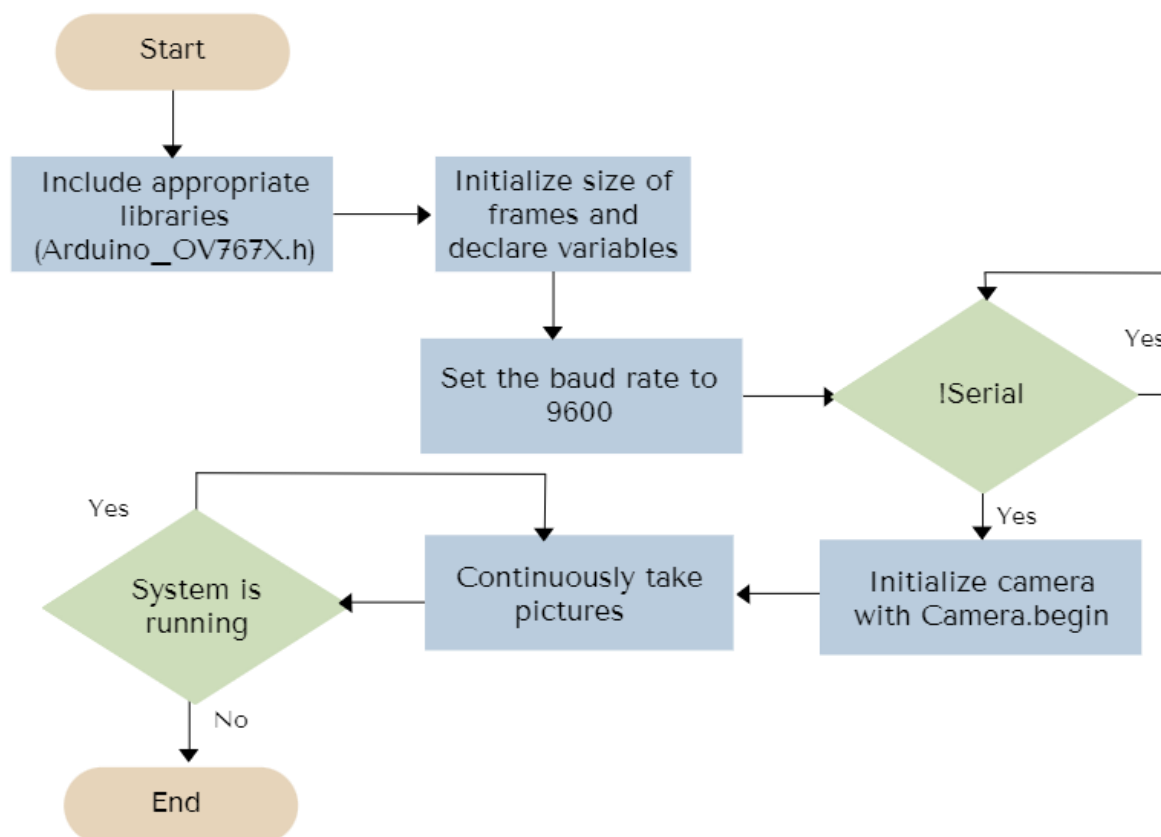 Start
Include appropriate
libraries
(Arduino_OV767X.h)
Initialize size of
frames and
declare variables
Set the baud rate to
9600
!Serial
Yes
Yes
Initialize camera
with Camera.begin
Continuously take
pictures
Yes
System is
running
No
End